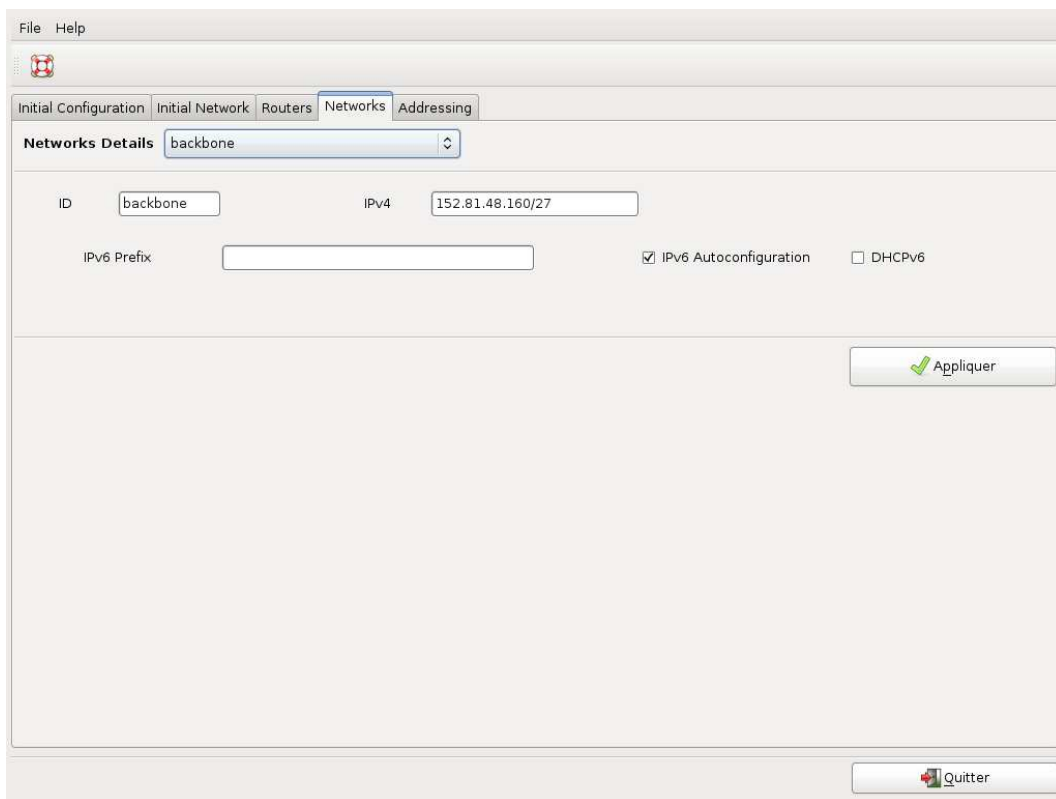 File Help
Initial Configuration Initial Network Routers Networks Addressing
Networks Details backbone
ID backbone IPv4 152.81.48.160/27
IPv6 Prefix IPv6 Autoconfiguration DHCPv6
Appliquer
Quitter